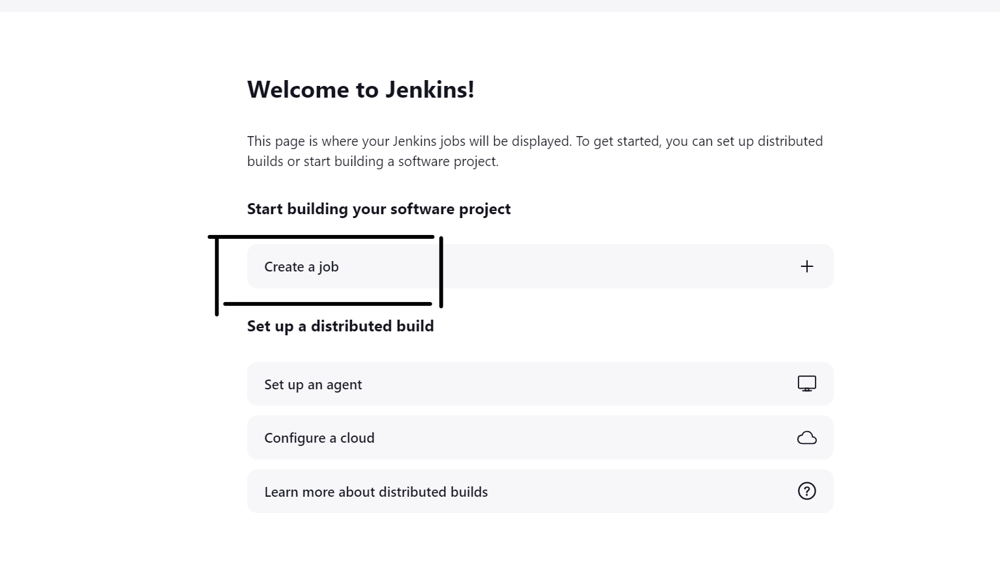 Welcome to Jenkins!
This page is where your Jenkins jobs will be displayed. To get started, you can set up distributed
builds or start building a software project.
Start building your software project
Create a job
Set up a distributed build
Set up an agent
Configure a cloud
Learn more about distributed builds